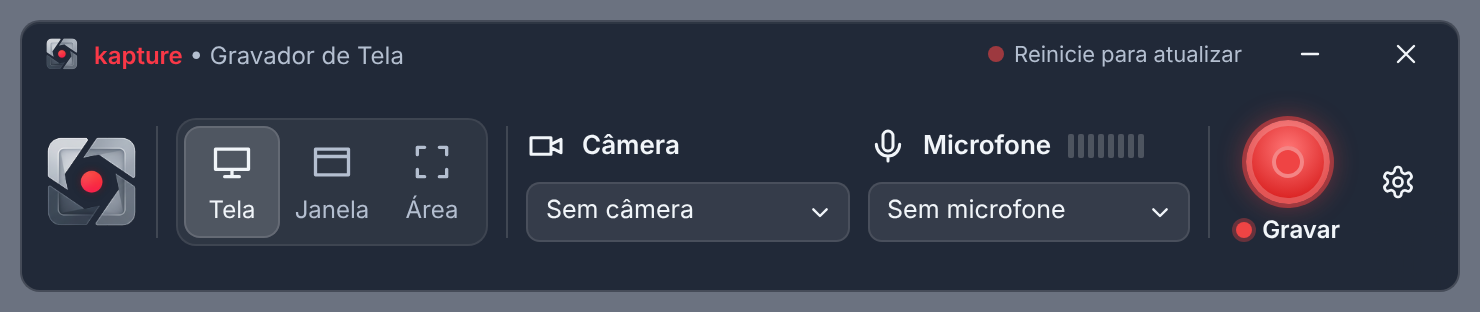 kapture • Gravador de Tela
Reinicie para atualizar
Tela
Janela
Área
Câmera
Sem câmera
Microfone
Sem microfone
Gravar